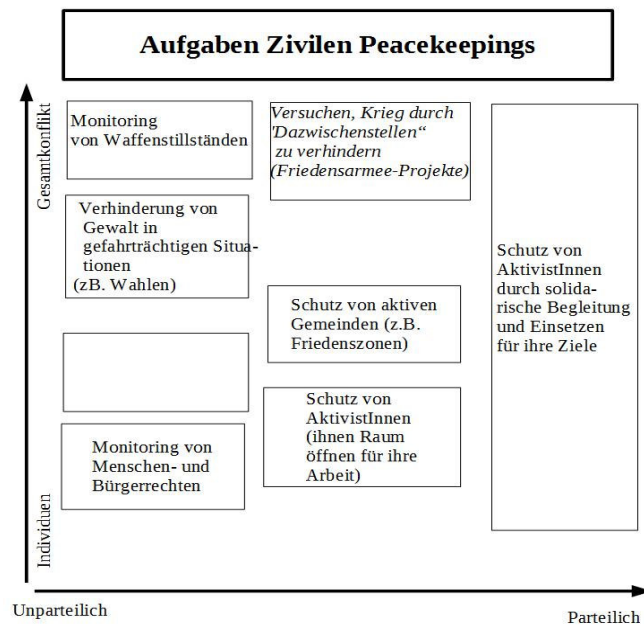 Aufgaben Zivilen Peacekeepings
Gesamtkonflikt
Monitoring
von Waffenstillständen
Versuchen, Krieg durch
"Dazwischenstellen“
zu verhindern
(Friedensarmee-Projekte)
Verhinderung von
Gewalt in
gefahrträchtigen Situa-
tionen
(zB. Wahlen)
Schutz von
AktivistInnen
durch solida-
rische Begleitung
und Einsetzen
für ihre Ziele
Schutz von aktiven
Gemeinden (z.B.
Friedenszonen)
Schutz von
AktivistInnen
(ihnen Raum
öffnen für ihre
Arbeit)
Monitoring von
Menschen- und
Bürgerrechten
Individuen
Unparteilich
Parteilich